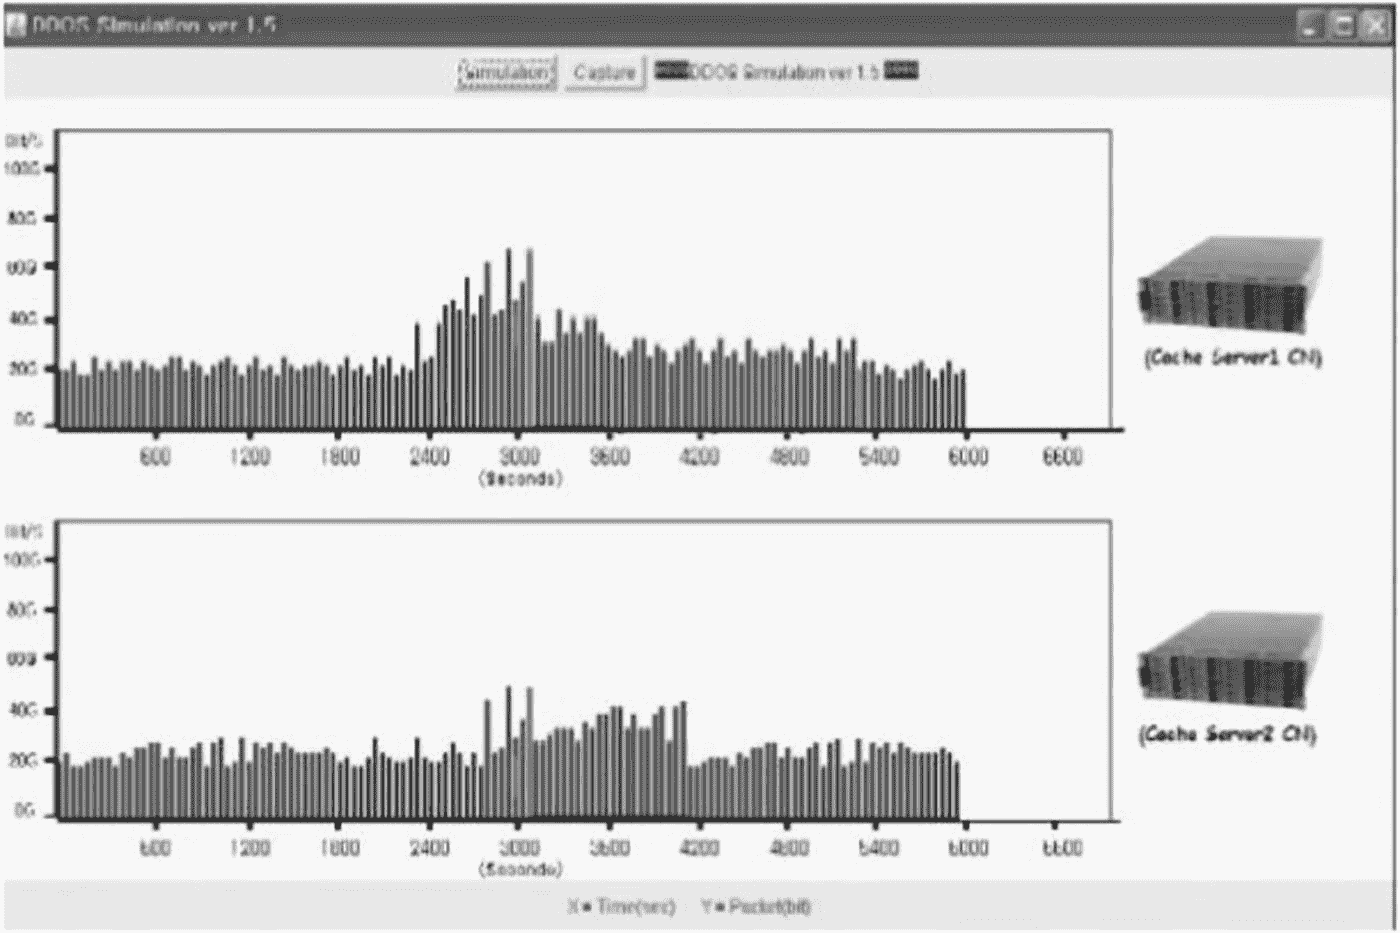 DDOS Simulation ver 1.5
Simulation Capture DDOS Simulation ver 1.5
Bit/S
100G
80G
60G
40G
20G
0G
600 1200 1800 2400 3000 3600 4200 4800 5400 6000 6600
(Seconds)
(Cache Server1 CN)
Bit/S
100G
80G
60G
40G
20G
0G
600 1200 1800 2400 3000 3600 4200 4800 5400 6000 6600
(Seconds)
(Cache Server2 CN)
X = Time(sec) Y = Packet(bit)